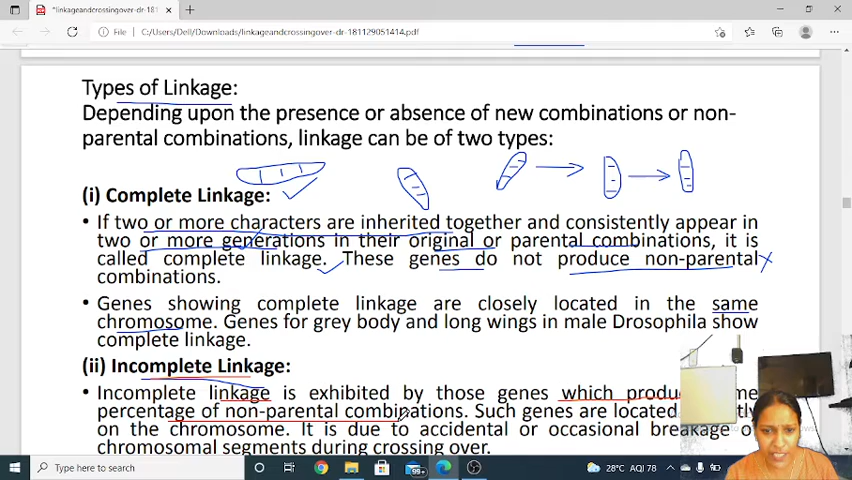 *linkageandcrossingover-dr-181
File
C:/Users/Dell/Downloads/linkageandcrossingover-dr-181129051414.pdf
Types of Linkage:
Depending upon the presence or absence of new combinations or non-
parental combinations, linkage can be of two types:
(i) Complete Linkage:
• If two or more characters are inherited together and consistently appear in
two or more generations in their original or parental combinations, it is
called complete linkage. These genes do not produce non-parental
combinations.
• Genes showing complete linkage are closely located in the same
chromosome. Genes for grey body and long wings in male Drosophila show
complete linkage.
(ii) Incomplete Linkage:
• Incomplete linkage is exhibited by those genes which produ
percentage of non-parental combinations. Such genes are located
on the chromosome. It is due to accidental or occasional breakage
chromosomal segments during crossing over.
Type here to search
99+
28°C AQI 78